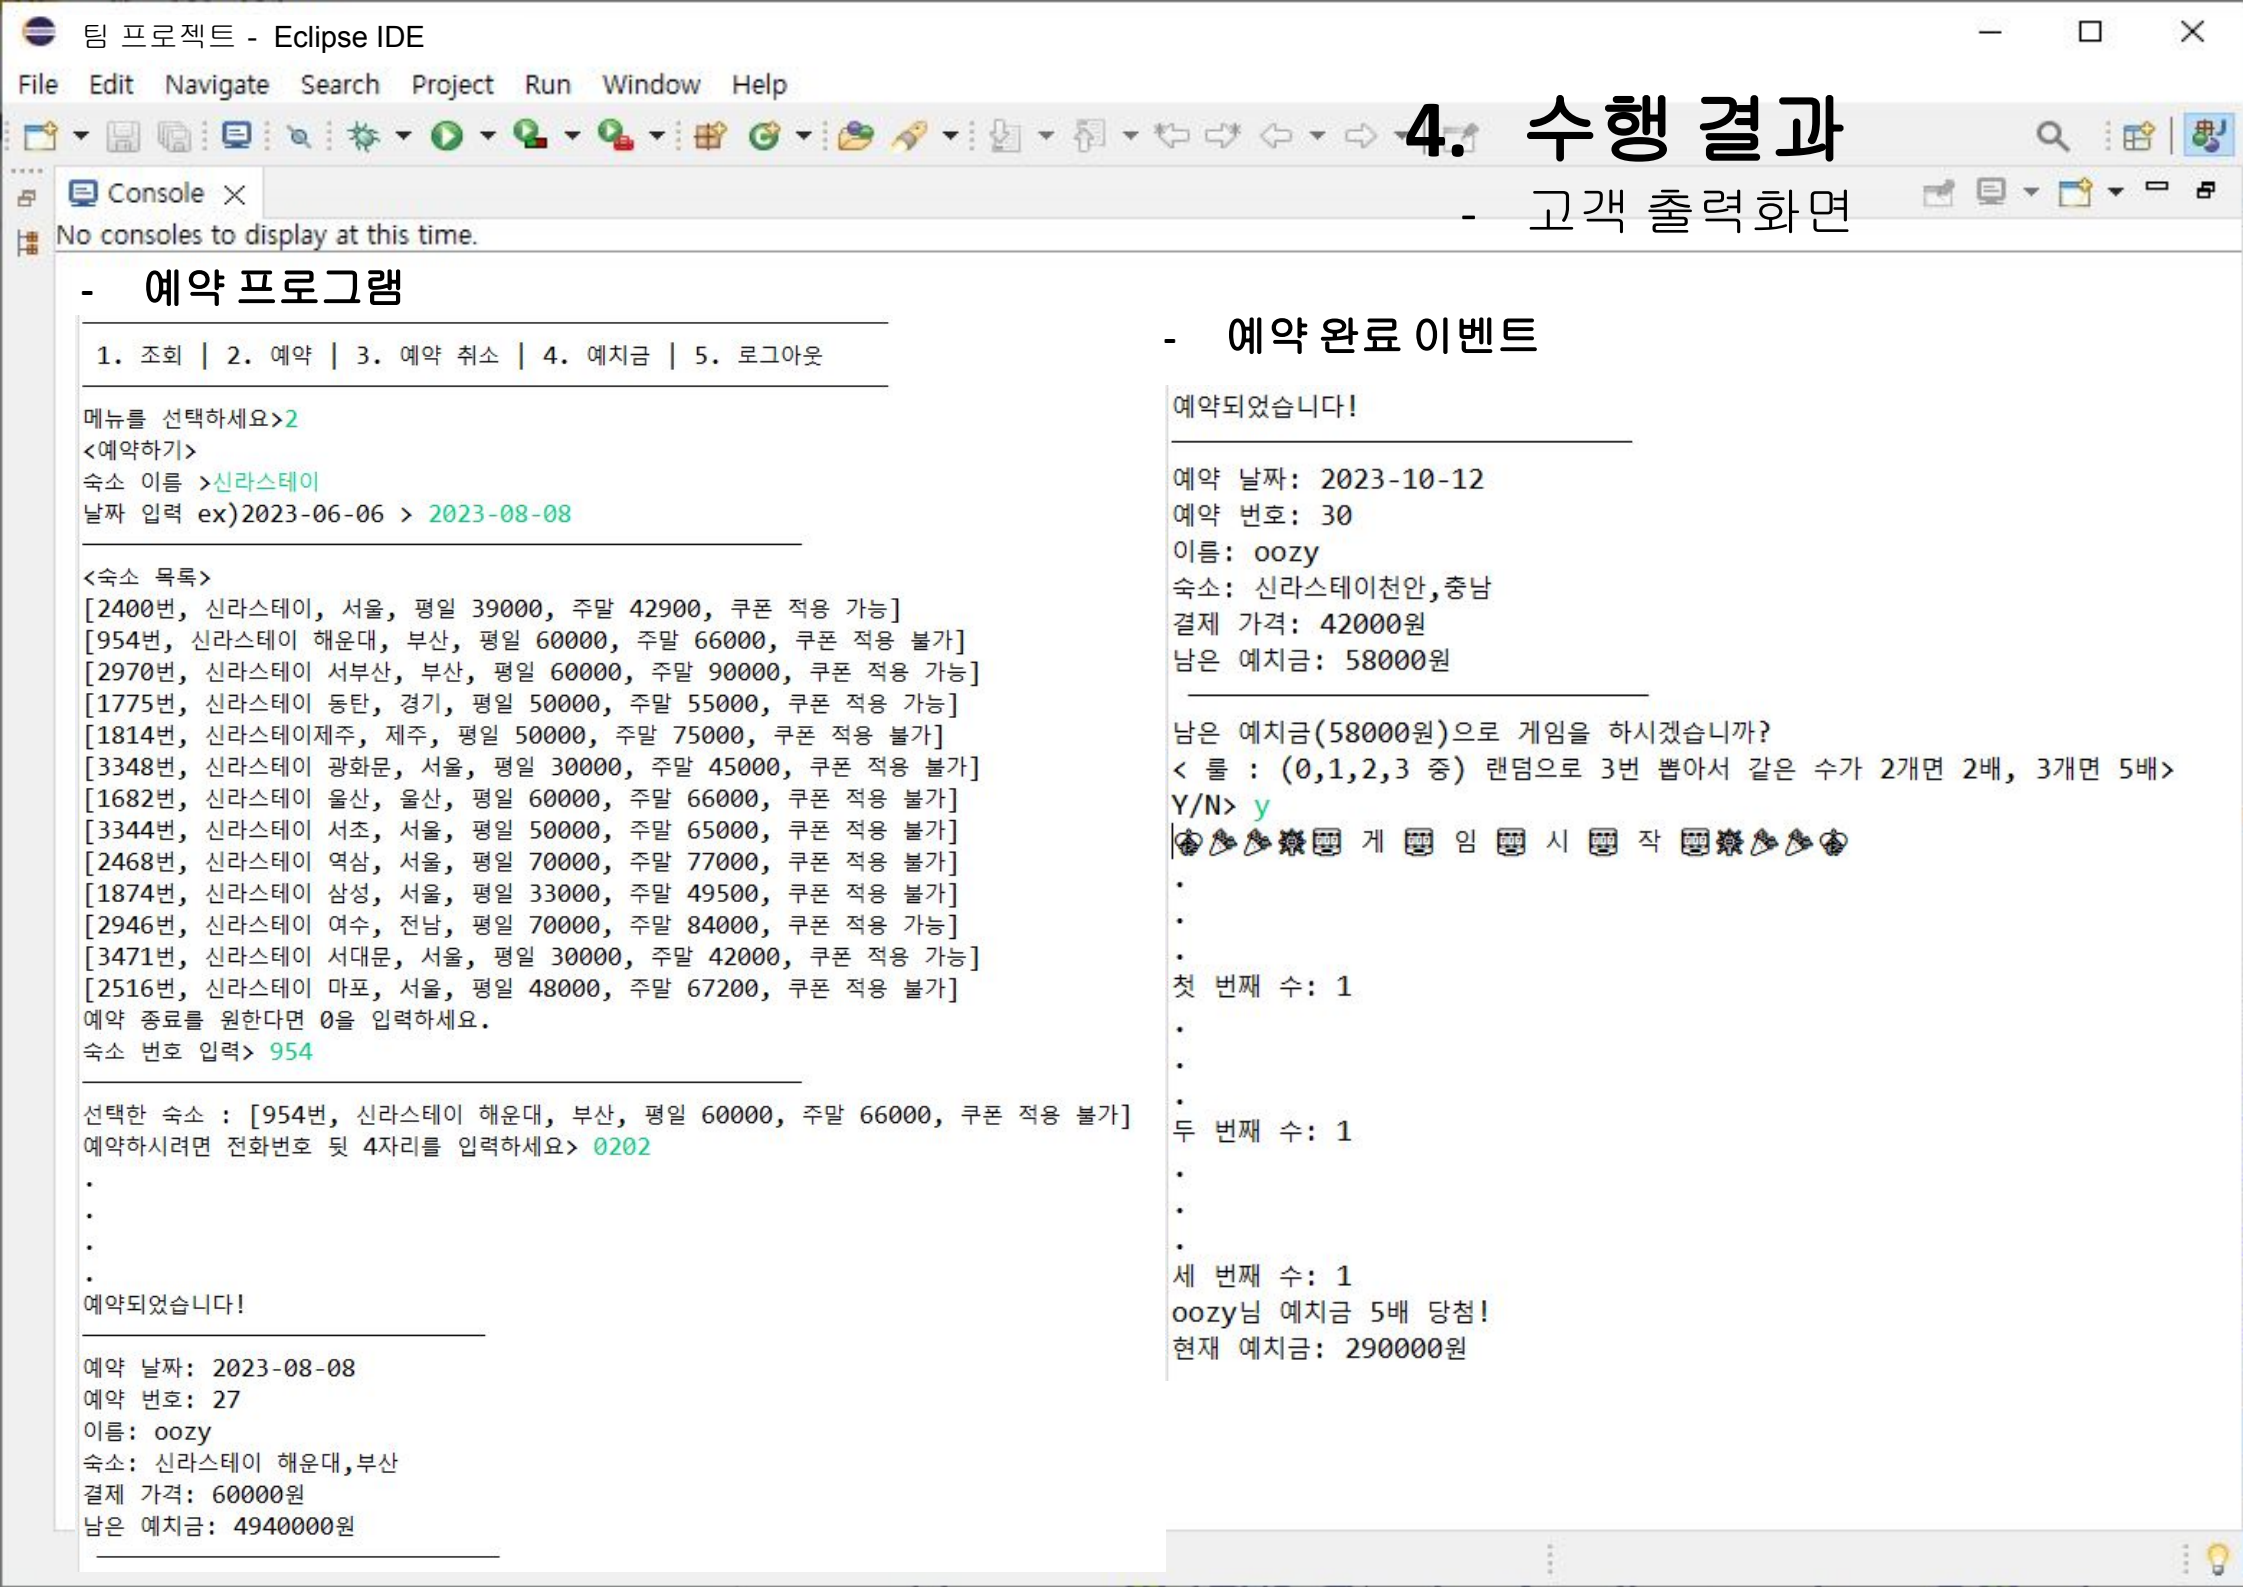 팀 프로젝트 - Eclipse IDE
File Edit Navigate Search Project Run Window Help
4. 수행 결과
- 고객 출력화면
Console
No consoles to display at this time.
- 예약 프로그램
1. 조회 | 2. 예약 | 3. 예약 취소 | 4. 예치금 | 5. 로그아웃
메뉴를 선택하세요>2
<예약하기>
숙소 이름 >신라스테이
날짜 입력 ex)2023-06-06 > 2023-08-08
<숙소 목록>
[2400번, 신라스테이, 서울, 평일 39000, 주말 42900, 쿠폰 적용 가능]
[954번, 신라스테이 해운대, 부산, 평일 60000, 주말 66000, 쿠폰 적용 불가]
[2970번, 신라스테이 서부산, 부산, 평일 60000, 주말 90000, 쿠폰 적용 가능]
[1775번, 신라스테이 동탄, 경기, 평일 50000, 주말 55000, 쿠폰 적용 가능]
[1814번, 신라스테이제주, 제주, 평일 50000, 주말 75000, 쿠폰 적용 불가]
[3348번, 신라스테이 광화문, 서울, 평일 30000, 주말 45000, 쿠폰 적용 불가]
[1682번, 신라스테이 울산, 울산, 평일 60000, 주말 66000, 쿠폰 적용 불가]
[3344번, 신라스테이 서초, 서울, 평일 50000, 주말 65000, 쿠폰 적용 불가]
[2468번, 신라스테이 역삼, 서울, 평일 70000, 주말 77000, 쿠폰 적용 불가]
[1874번, 신라스테이 삼성, 서울, 평일 33000, 주말 49500, 쿠폰 적용 불가]
[2946번, 신라스테이 여수, 전남, 평일 70000, 주말 84000, 쿠폰 적용 가능]
[3471번, 신라스테이 서대문, 서울, 평일 30000, 주말 42000, 쿠폰 적용 가능]
[2516번, 신라스테이 마포, 서울, 평일 48000, 주말 67200, 쿠폰 적용 불가]
예약 종료를 원한다면 0을 입력하세요.
숙소 번호 입력> 954
선택한 숙소 : [954번, 신라스테이 해운대, 부산, 평일 60000, 주말 66000, 쿠폰 적용 불가]
예약하시려면 전화번호 뒷 4자리를 입력하세요> 0202
.
.
.
.
예약되었습니다!
예약 날짜: 2023-08-08
예약 번호: 27
이름: oozy
숙소: 신라스테이 해운대,부산
결제 가격: 60000원
남은 예치금: 4940000원
- 예약 완료 이벤트
예약되었습니다!
예약 날짜: 2023-10-12
예약 번호: 30
이름: oozy
숙소: 신라스테이천안,충남
결제 가격: 42000원
남은 예치금: 58000원
남은 예치금(58000원)으로 게임을 하시겠습니까?
< 룰 : (0,1,2,3 중) 랜덤으로 3번 뽑아서 같은 수가 2개면 2배, 3개면 5배>
Y/N> y
게 임 시 작
.
.
.
첫 번째 수: 1
.
.
.
두 번째 수: 1
.
.
.
세 번째 수: 1
oozy님 예치금 5배 당첨!
현재 예치금: 290000원